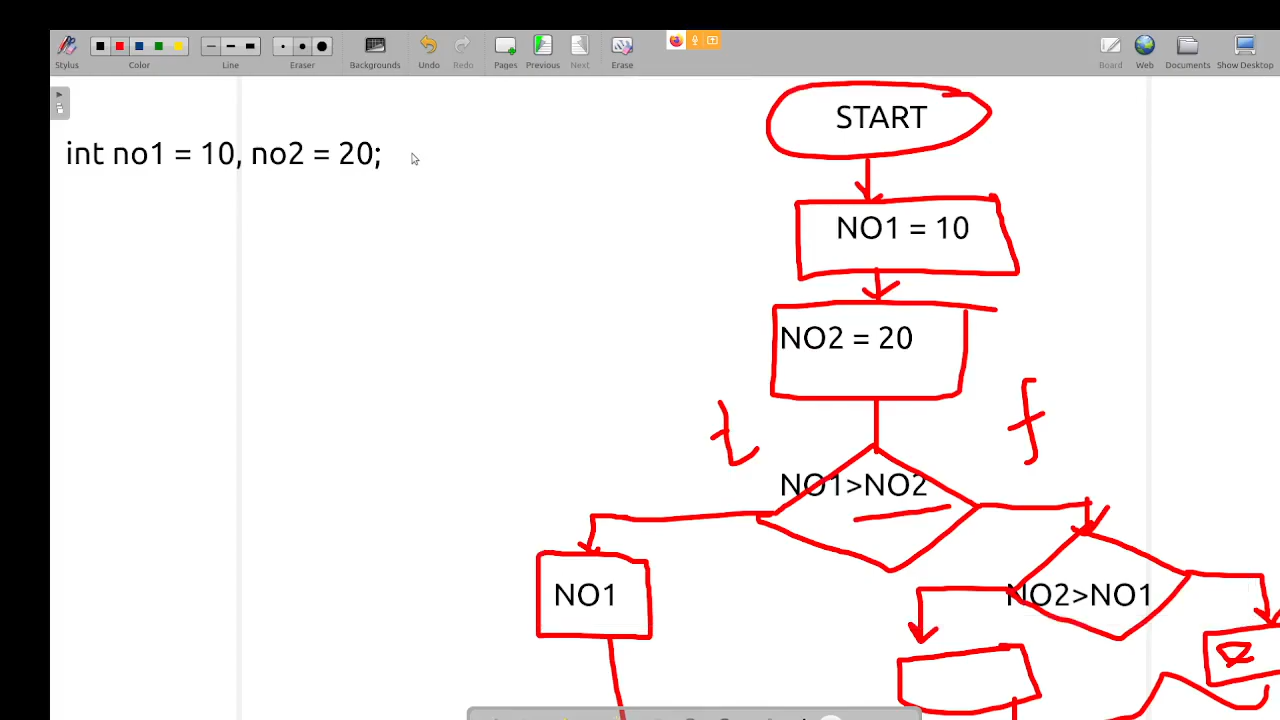 Stylus Color Line Eraser Backgrounds Undo Redo Pages Previous Next Erase Board Web Documents Show Desktop
START
int no1 = 10, no2 = 20;
NO1 = 10
NO2 = 20
t f
NO1>NO2
NO1 NO2>NO1